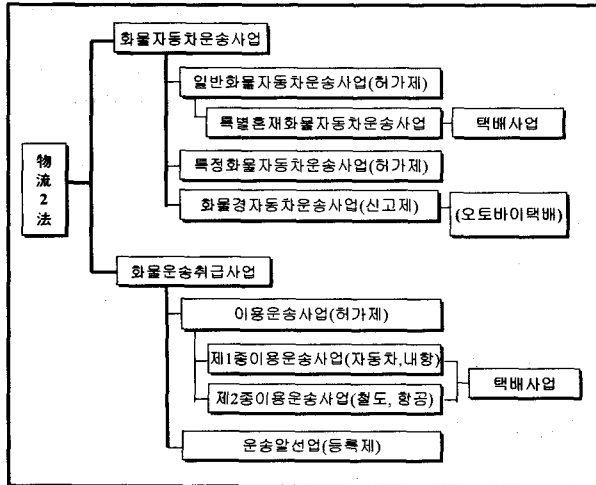 화물자동차운송사업
일반화물자동차운송사업(허가제)
특별혼재화물자동차운송사업
택배사업
物流2法
특정화물자동차운송사업(허가제)
화물경자동차운송사업(신고제)
(오토바이택배)
화물운송취급사업
이용운송사업(허가제)
제1종이용운송사업(자동차,내항)
택배사업
제2종이용운송사업(철도, 항공)
운송알선업(등록제)